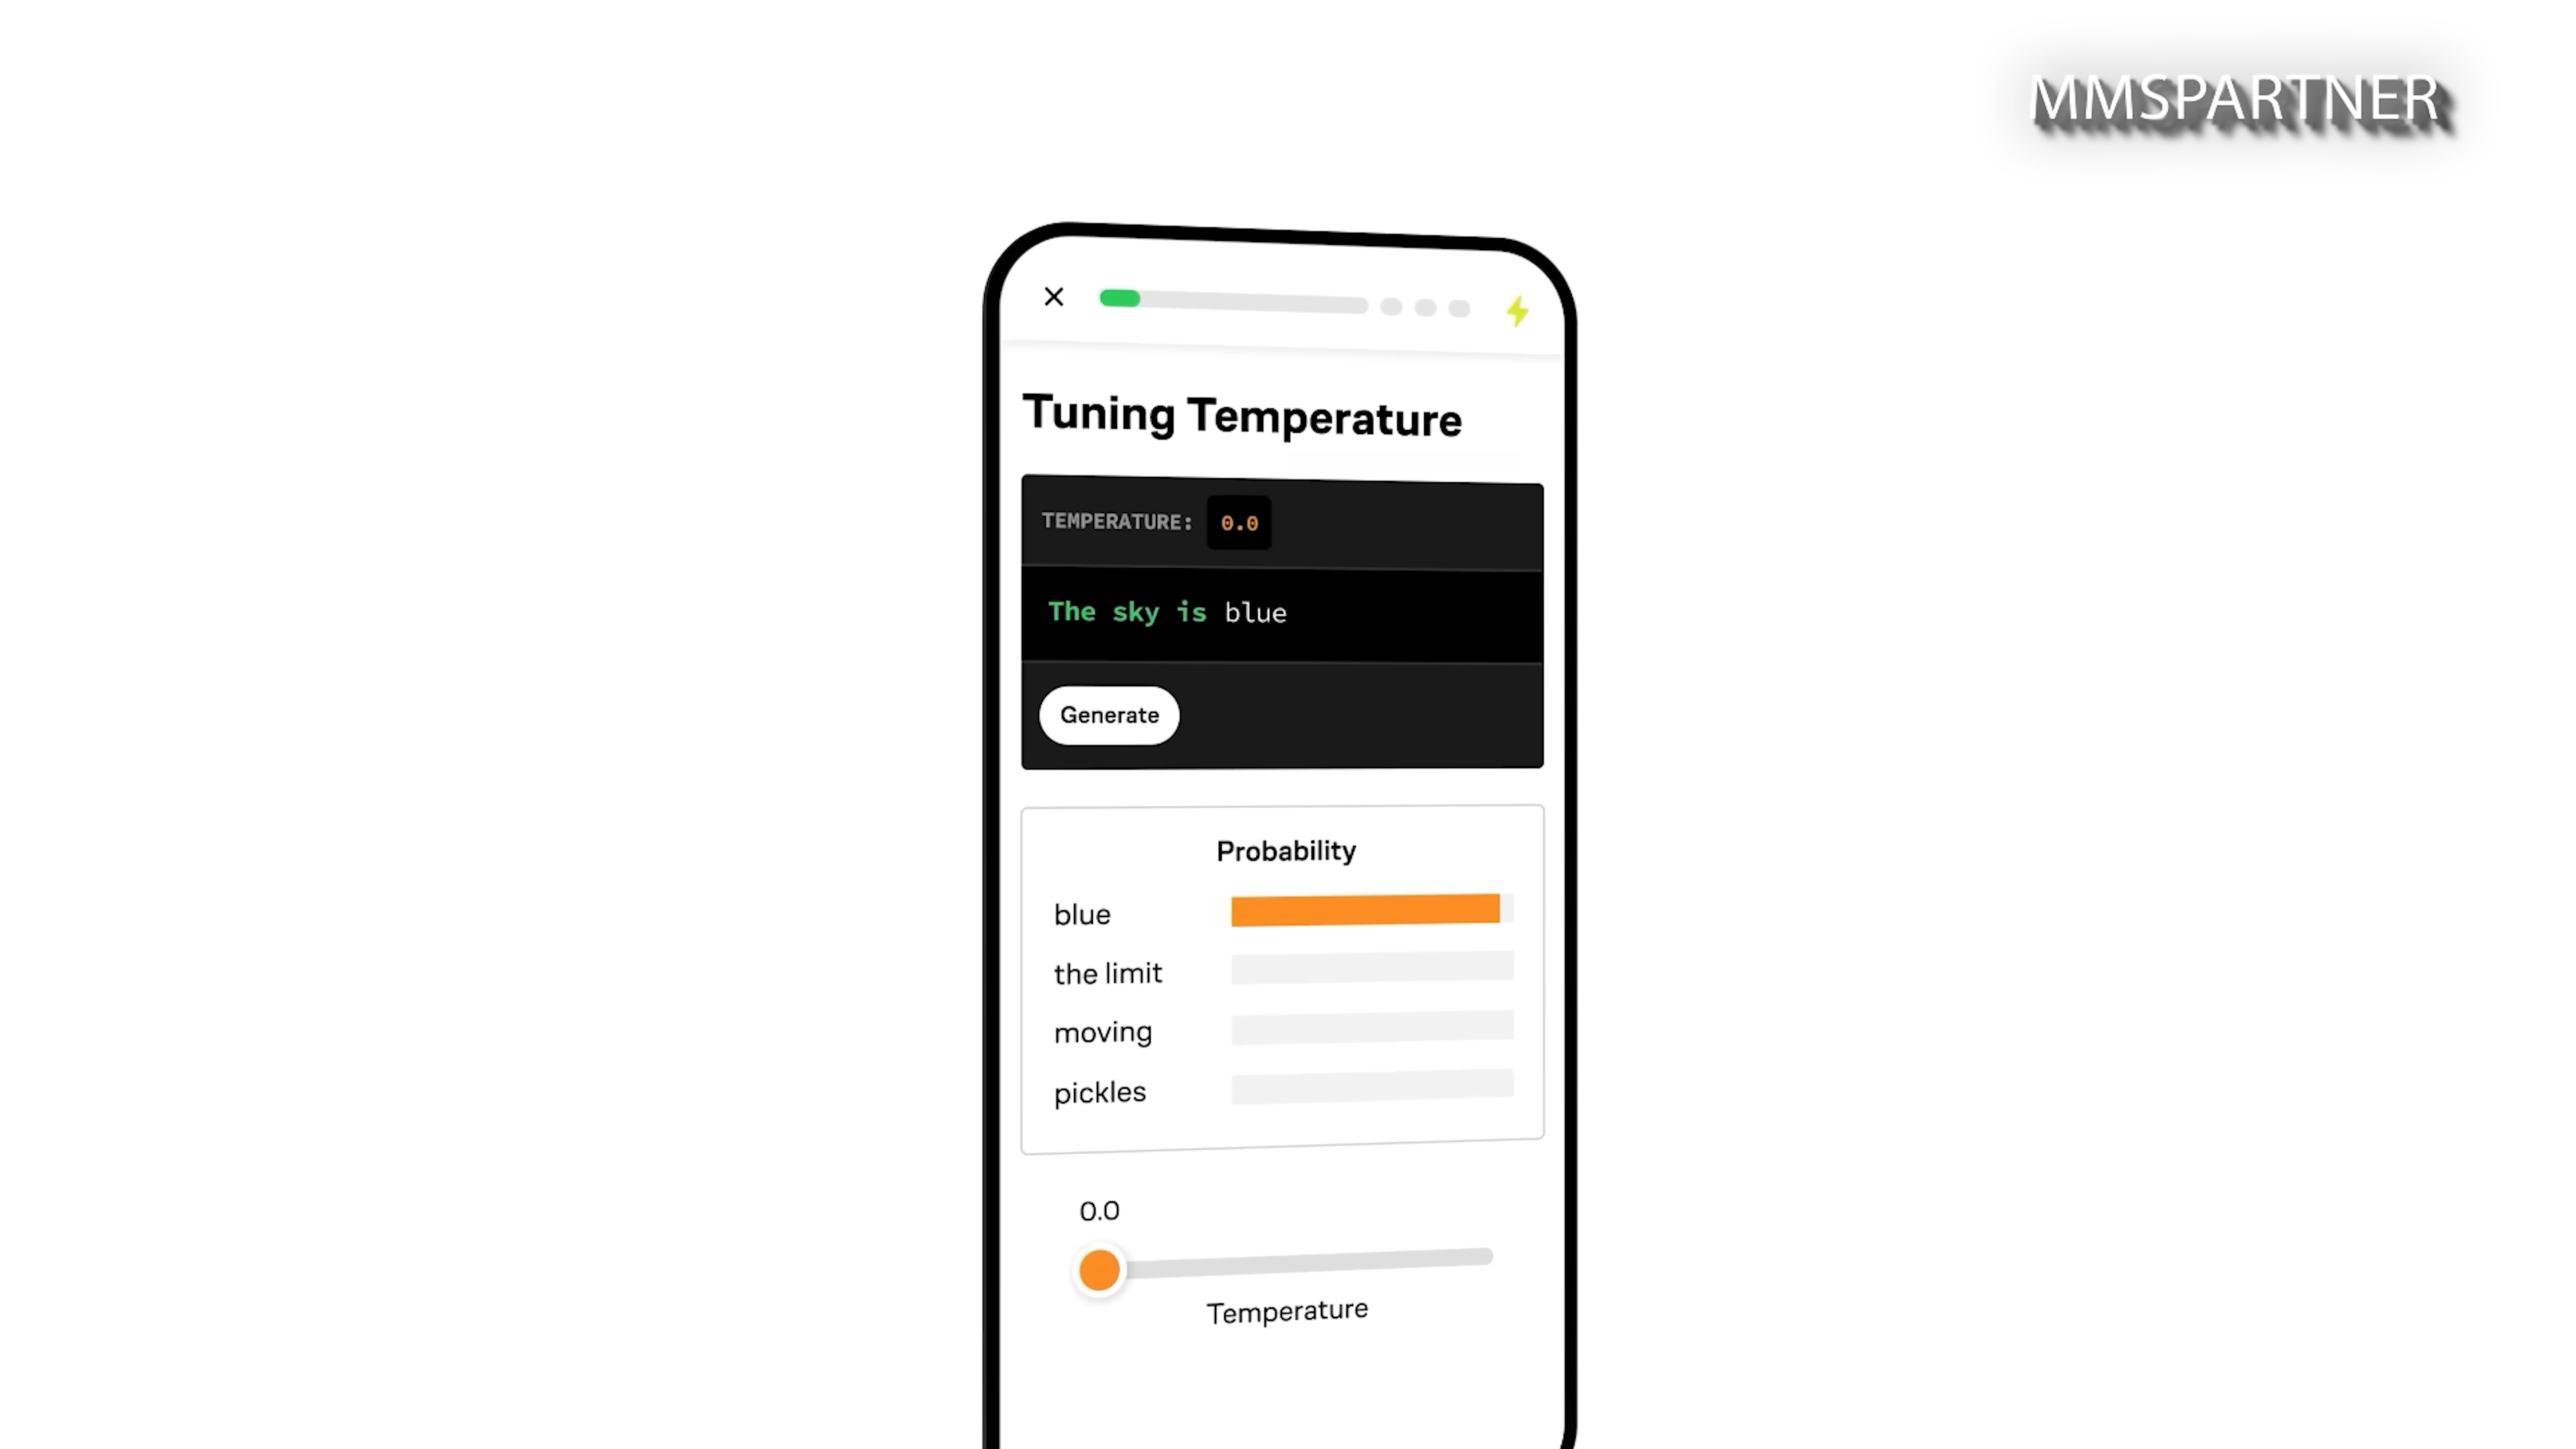 MMSPARTNER
Tuning Temperature
TEMPERATURE: 0.0
The sky is blue
Generate
Probability
blue
the limit
moving
pickles
0.0
Temperature